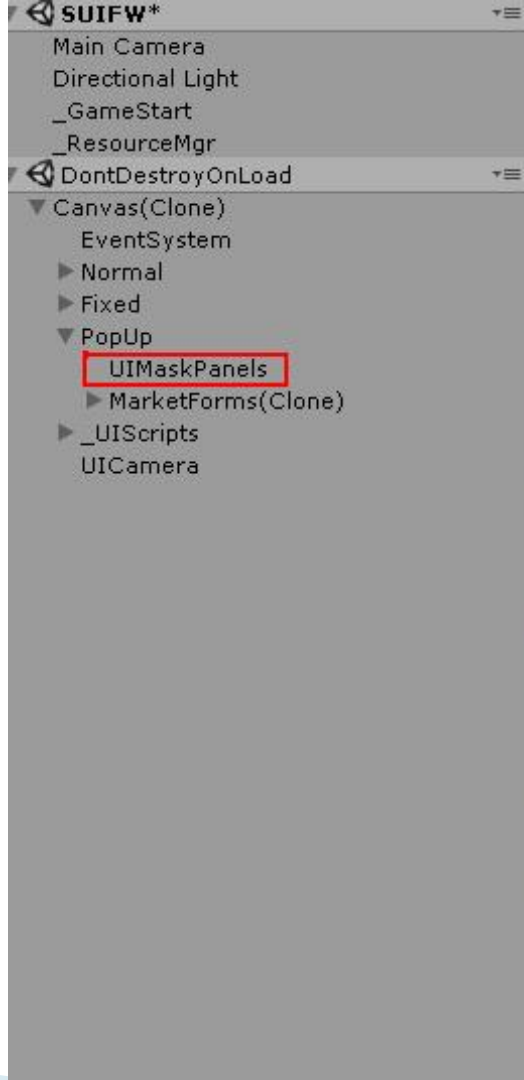 SUIFW*
Main Camera
Directional Light
_GameStart
_ResourceMgr
DontDestroyOnLoad
Canvas(Clone)
EventSystem
Normal
Fixed
PopUp
UIMaskPanels
MarketForms(Clone)
_UIScripts
UICamera